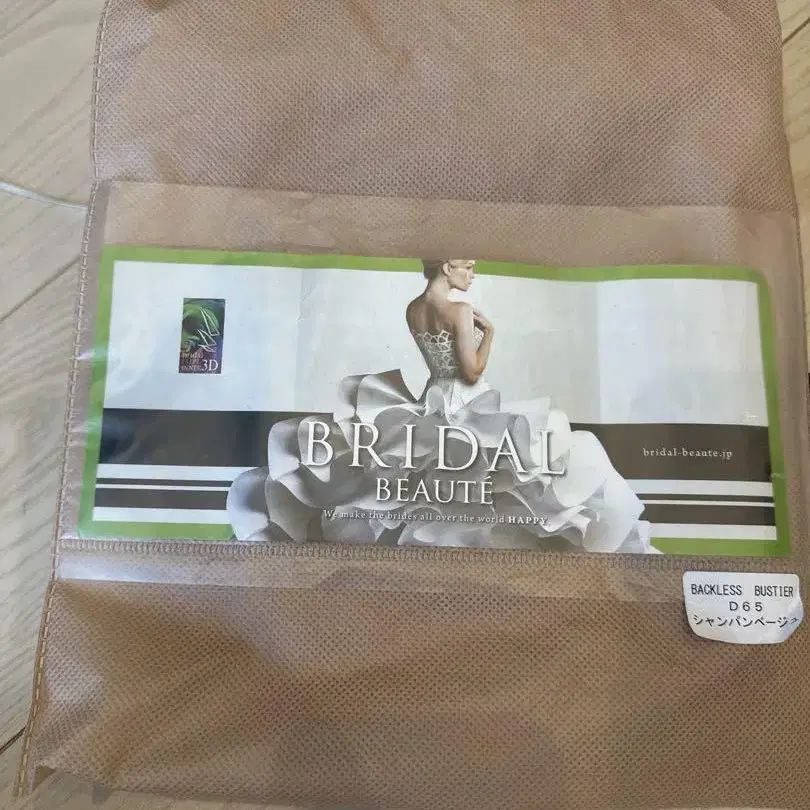 3D
BRIDAL
BEAUTÉ
We make the brides all over the world HAPPY.
bridal-beaute.jp
BACKLESS BUSTIER
D65
シャンパンベージュ